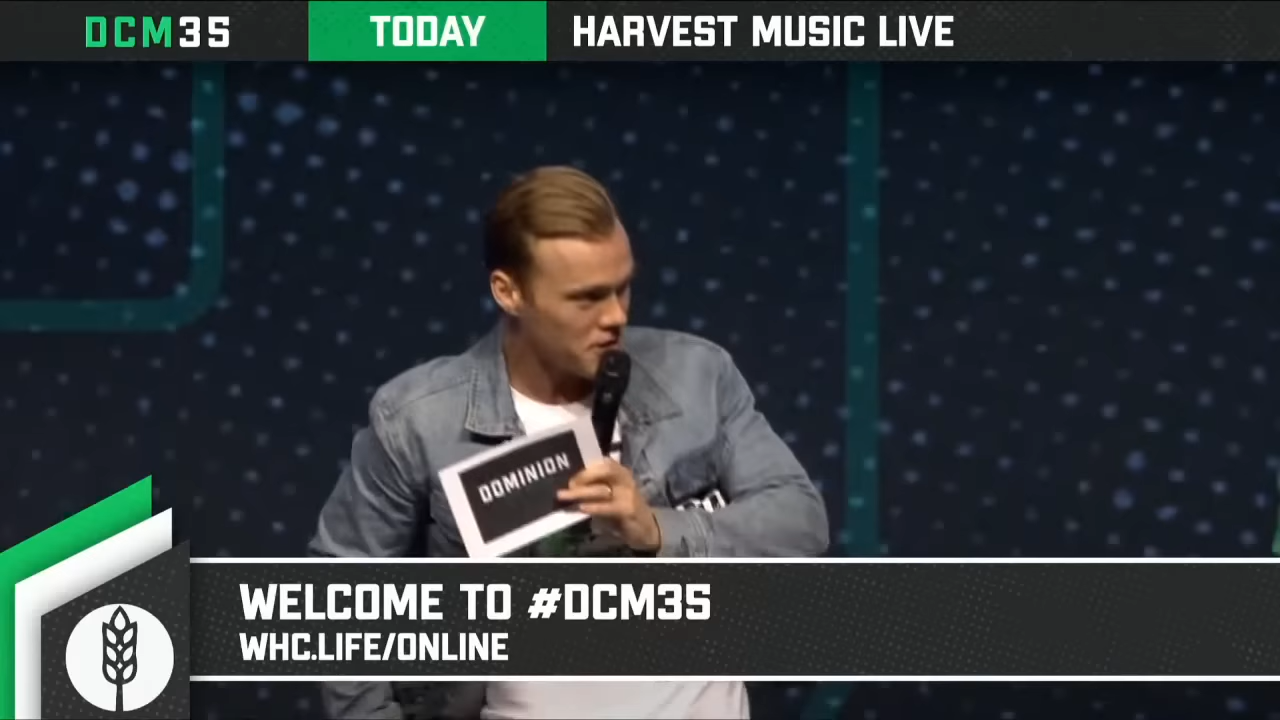 DCM35
TODAY
HARVEST MUSIC LIVE
DOMINION
WELCOME TO #DCM35
WHC.LIFE/ONLINE